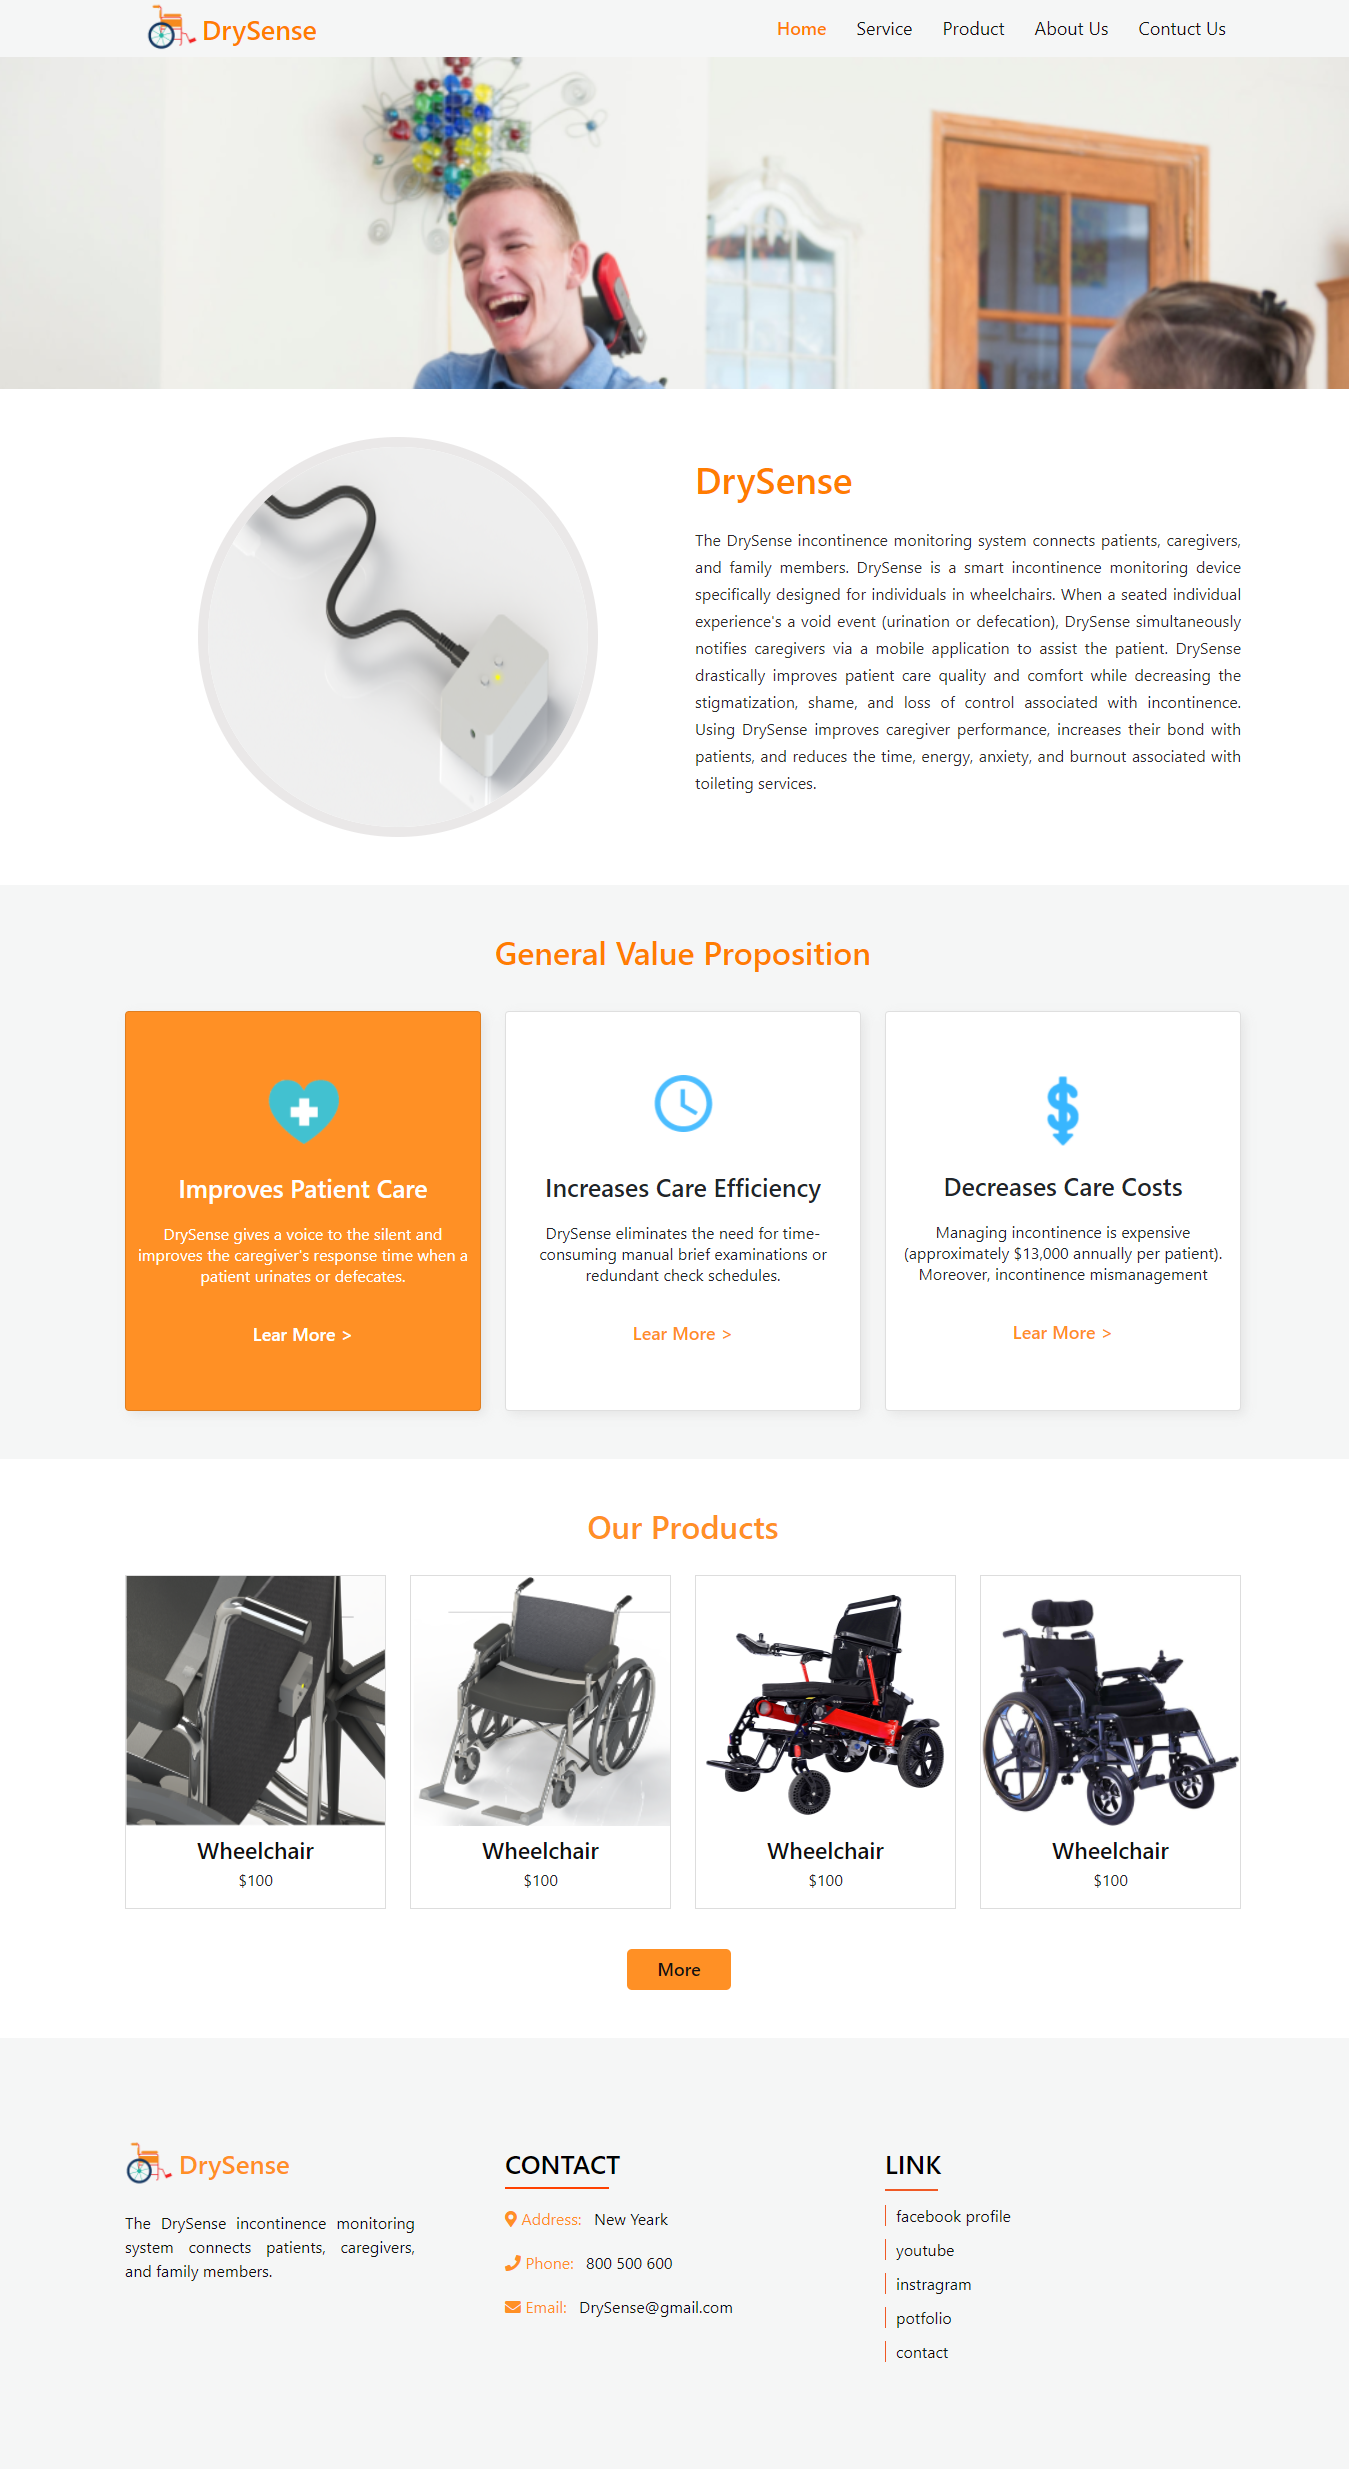 DrySense
Home Service Product About Us Contuct Us
DrySense
The DrySense incontinence monitoring system connects patients, caregivers,
and family members. DrySense is a smart incontinence monitoring device
specifically designed for individuals in wheelchairs. When a seated individual
experience's a void event (urination or defecation), DrySense simultaneously
notifies caregivers via a mobile application to assist the patient. DrySense
drastically improves patient care quality and comfort while decreasing the
stigmatization, shame, and loss of control associated with incontinence.
Using DrySense improves caregiver performance, increases their bond with
patients, and reduces the time, energy, anxiety, and burnout associated with
toileting services.
General Value Proposition
Improves Patient Care
DrySense gives a voice to the silent and
improves the caregiver's response time when a
patient urinates or defecates.
Lear More >
Increases Care Efficiency
DrySense eliminates the need for time-
consuming manual brief examinations or
redundant check schedules.
Lear More >
Decreases Care Costs
Managing incontinence is expensive
(approximately $13,000 annually per patient).
Moreover, incontinence mismanagement
Lear More >
Our Products
Wheelchair
$100
Wheelchair
$100
Wheelchair
$100
Wheelchair
$100
More
DrySense
The DrySense incontinence monitoring
system connects patients, caregivers,
and family members.
CONTACT
Address: New Yeark
Phone: 800 500 600
Email: DrySense@gmail.com
LINK
facebook profile
youtube
instragram
potfolio
contact